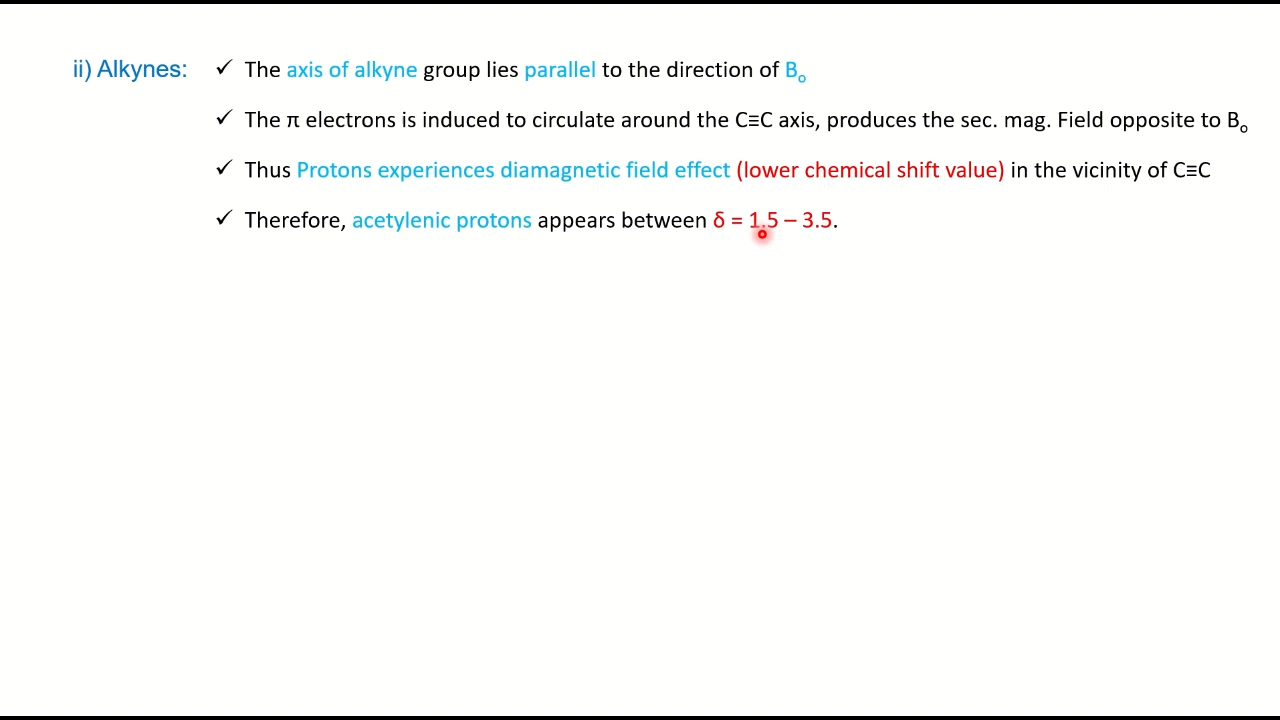 ii) Alkynes: ✓ The axis of alkyne group lies parallel to the direction of Bₒ
✓ The π electrons is induced to circulate around the C≡C axis, produces the sec. mag. Field opposite to Bₒ
✓ Thus Protons experiences diamagnetic field effect (lower chemical shift value) in the vicinity of C≡C
✓ Therefore, acetylenic protons appears between δ = 1.5 – 3.5.